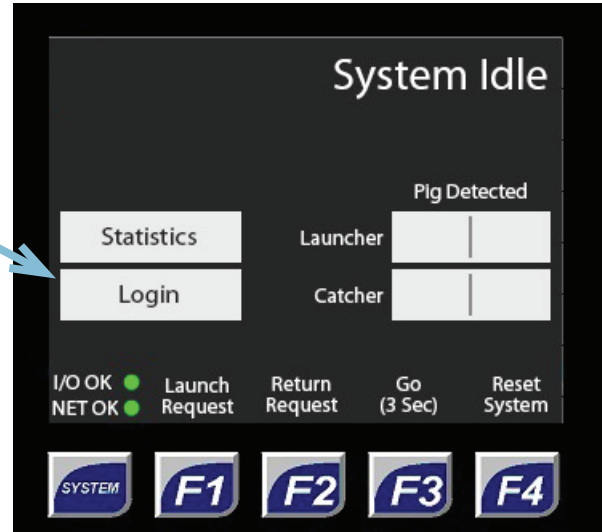 System Idle
Pig Detected
Statistics
Launcher
Login
Catcher
I/O OK
NET OK
Launch
Request
Return
Request
Go
(3 Sec)
Reset
System
SYSTEM
F1
F2
F3
F4